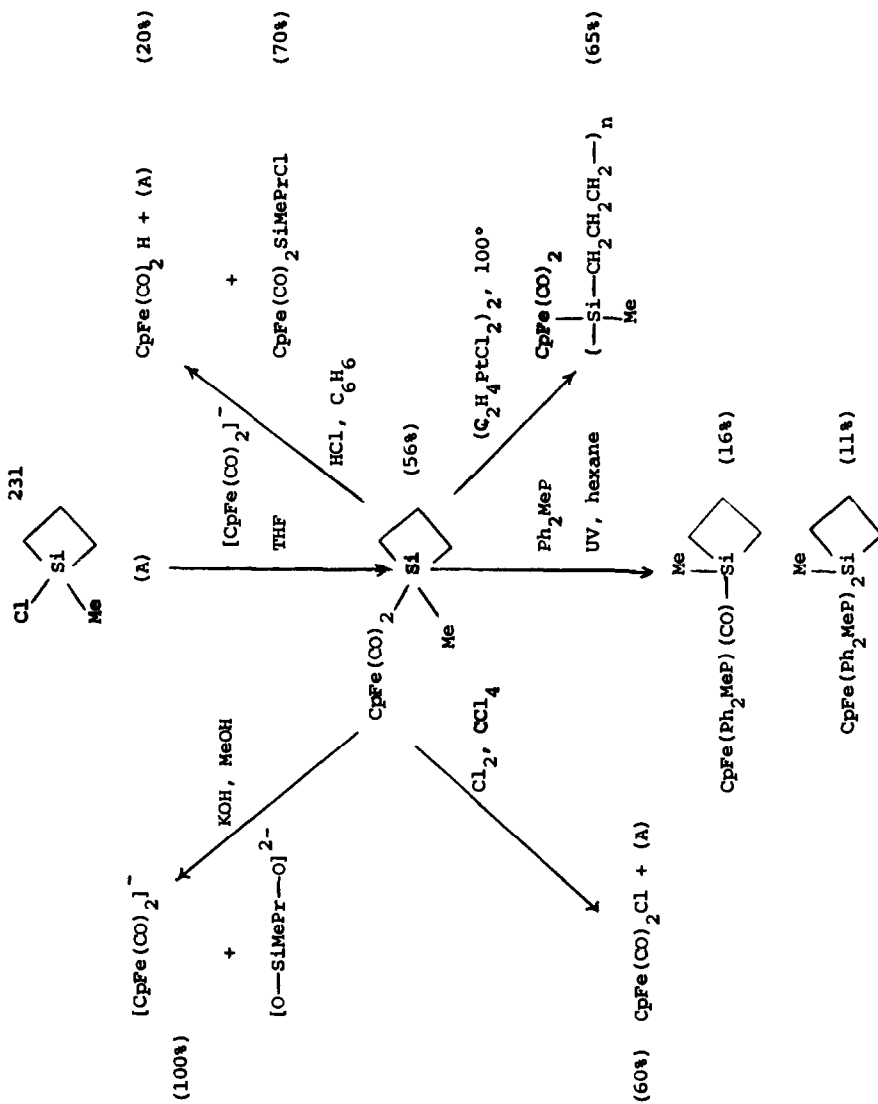 231
Cl
Si
Me
(A)
[CpFe(CO)2]-
THF
CpFe(CO)2
Si
Me
(56%)
HCl, C6H6
CpFe(CO)2 H + (A) (20%)
+
CpFe(CO)2SiMePrCl (70%)
(C2H4PtCl2)2, 100°
CpFe(CO)2
(—Si—CH2CH2CH2—)n (65%)
Me
Ph2MeP
UV, hexane
Me
CpFe(Ph2MeP)(CO)—Si (16%)
Me
CpFe(Ph2MeP)2Si (11%)
Cl2, CCl4
(60%) CpFe(CO)2Cl + (A)
KOH, MeOH
[CpFe(CO)2]-
(100%) +
[O—SiMePr—O]2-